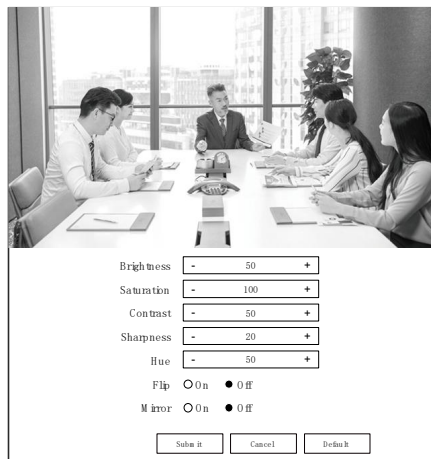 Brightness - 50 +
Saturation - 100 +
Contrast - 50 +
Sharpness - 20 +
Hue - 50 +
Flip On Off
Mirror On Off
Submit Cancel Default